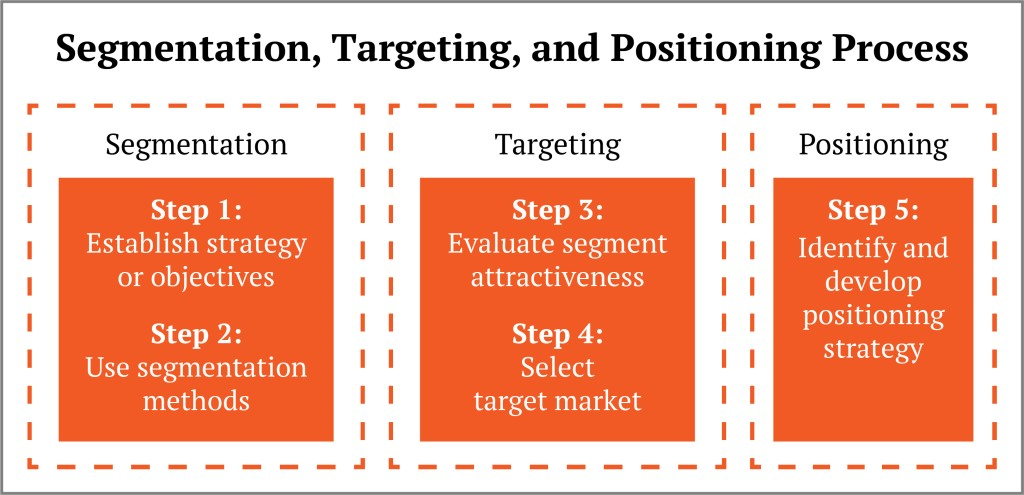 Segmentation, Targeting, and Positioning Process
Segmentation
Step 1:
Establish strategy
or objectives
Step 2:
Use segmentation
methods
Targeting
Step 3:
Evaluate segment
attractiveness
Step 4:
Select
target market
Positioning
Step 5:
Identify and
develop
positioning
strategy